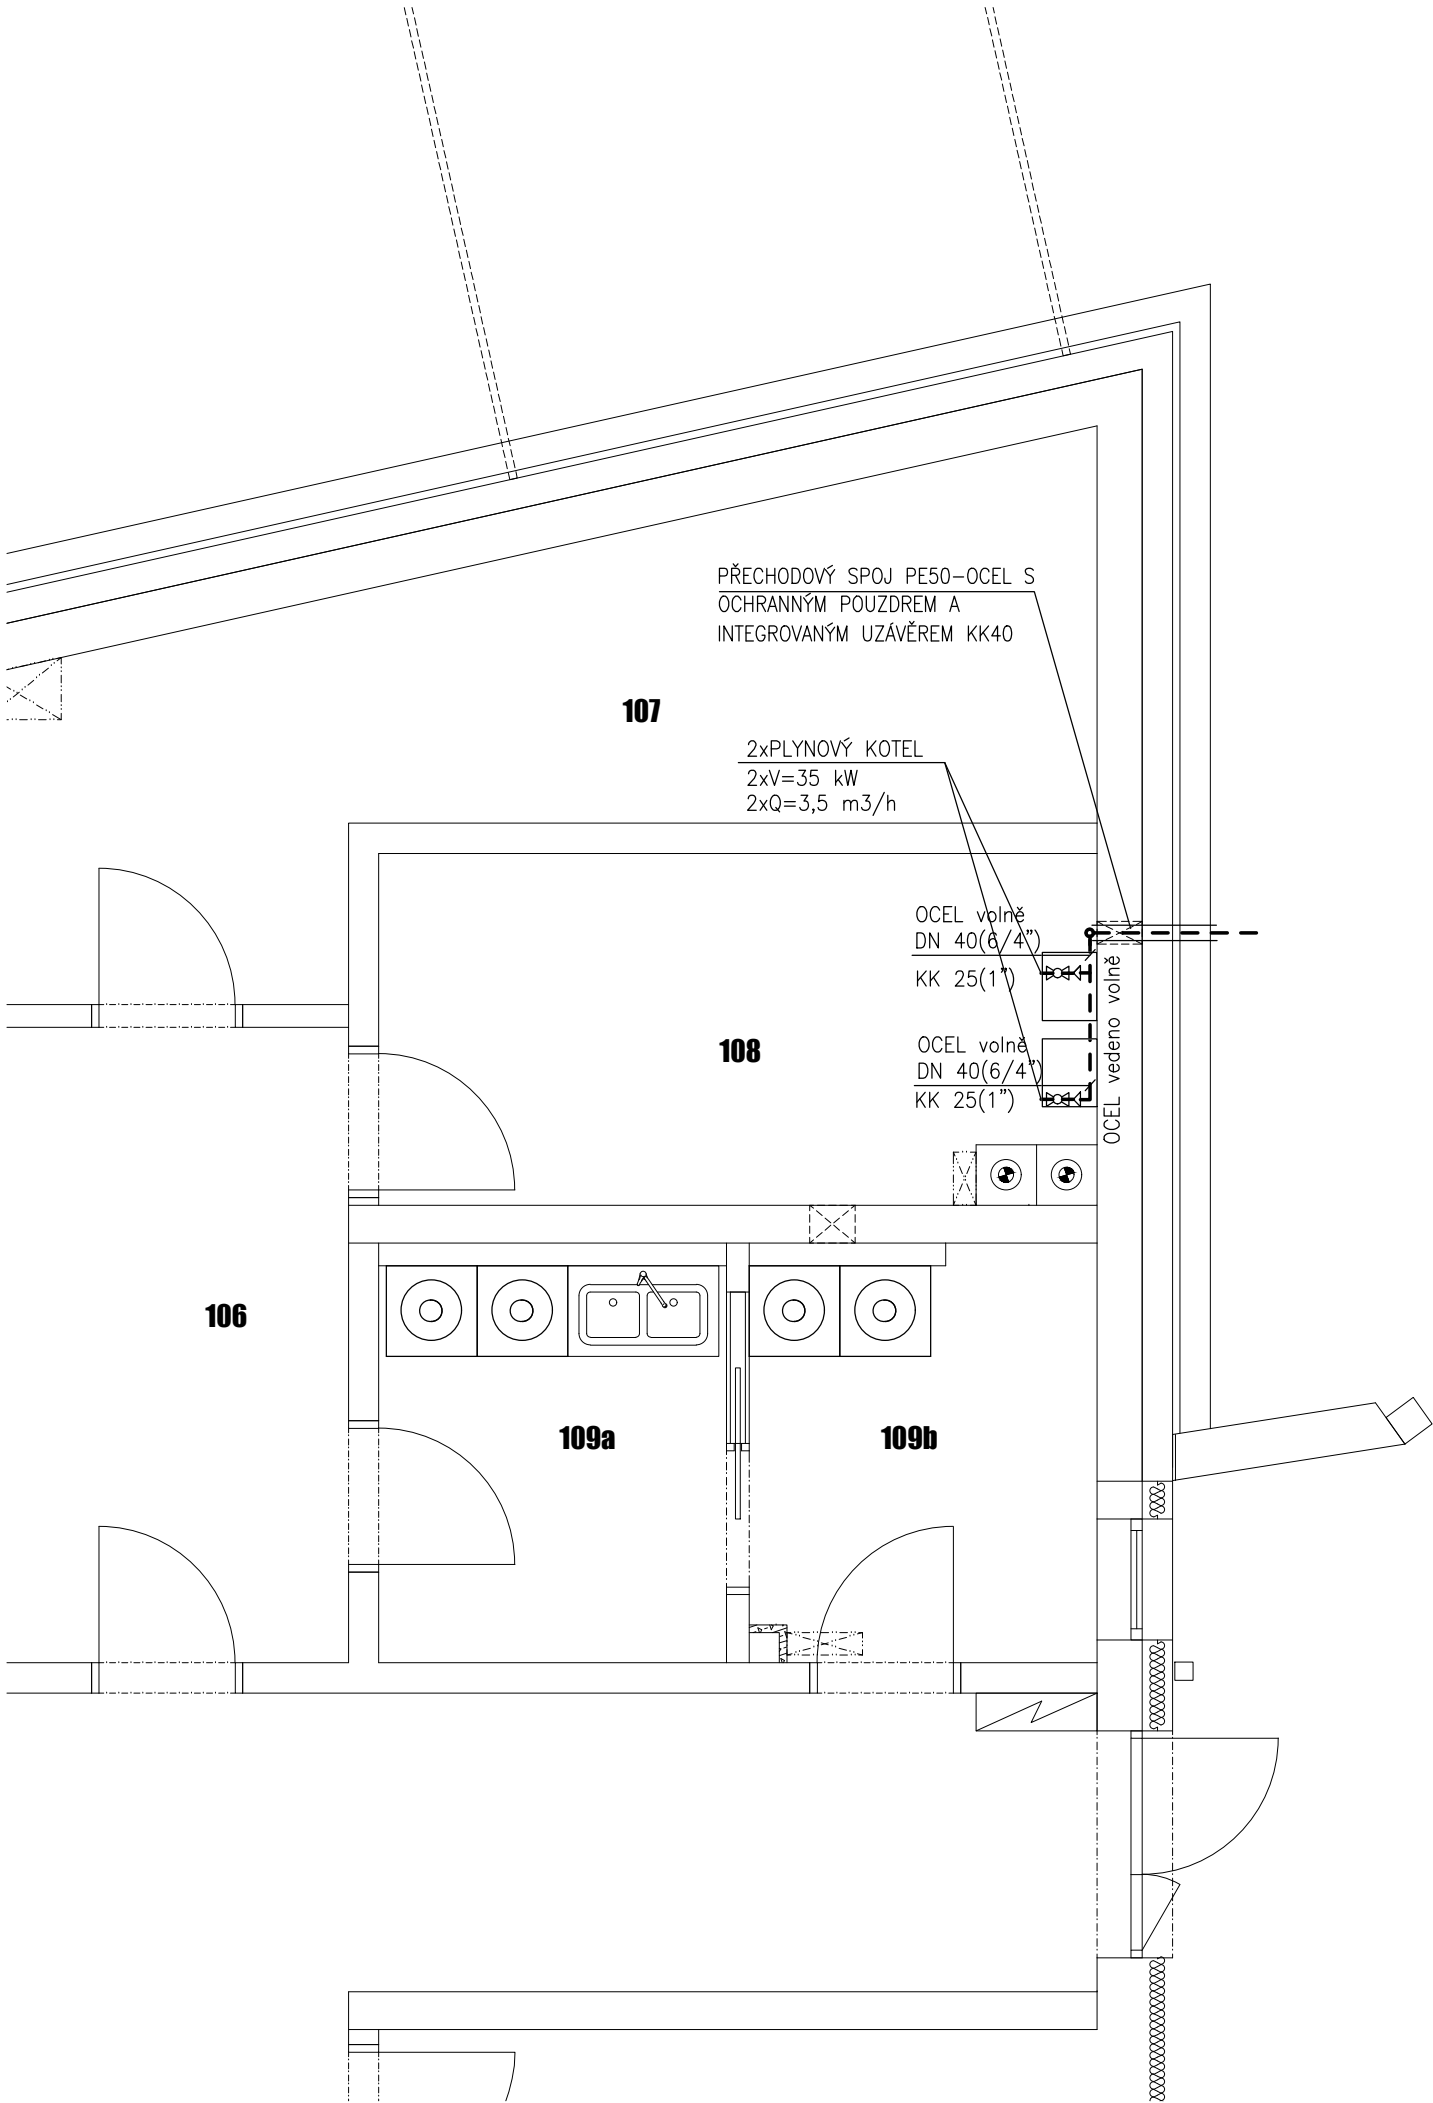 PŘECHODOVÝ SPOJ PE50-OCEL S
OCHRANNÝM POUZDREM A
INTEGROVANÝM UZÁVĚREM KK40
107
2xPLYNOVÝ KOTEL
2xV=35 kW
2xQ=3,5 m3/h
OCEL volně
DN 40(6/4")
KK 25(1")
OCEL vedeno volně
108
OCEL volně
DN 40(6/4")
KK 25(1")
106
109a
109b